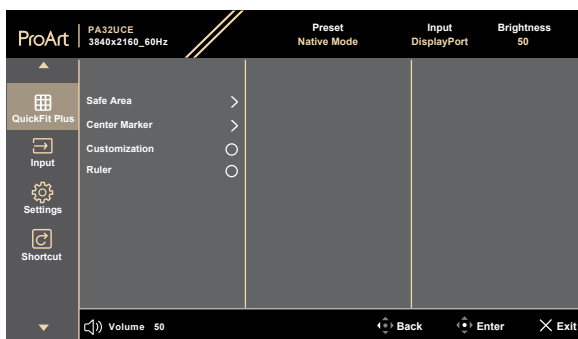 ProArt
PA32UCE
3840x2160_60Hz
Preset
Native Mode
Input
DisplayPort
Brightness
50
QuickFit Plus
Input
Settings
Shortcut
Safe Area
Center Marker
Customization
Ruler
Volume 50
Back
Enter
Exit